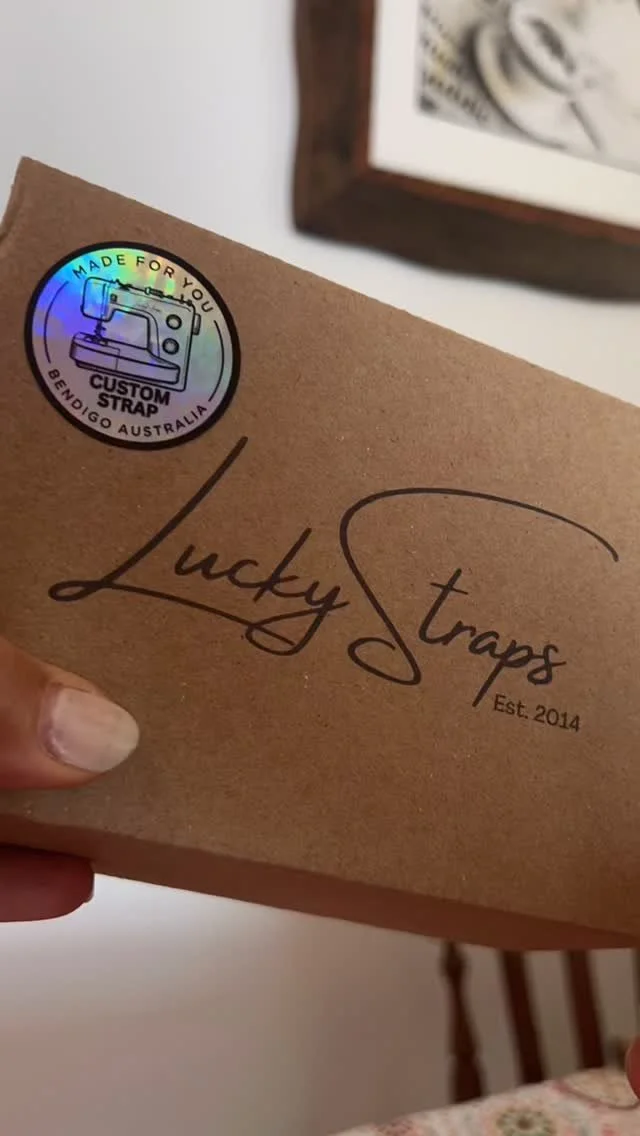 MADE FOR YOU
CUSTOM
STRAP
BENDIGO AUSTRALIA
Lucky Straps
Est. 2014